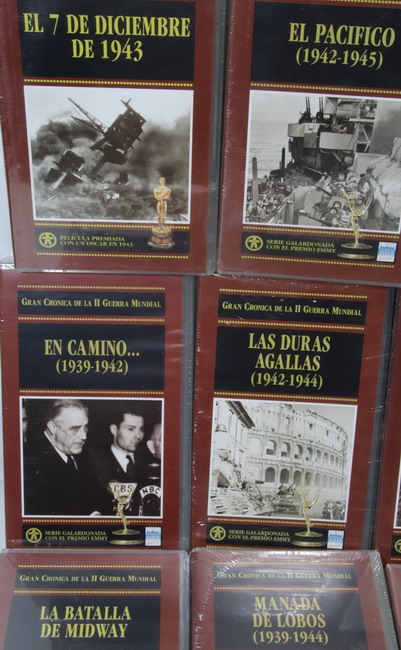 EL 7 DE DICIEMBRE
DE 1943
PELICULA PREMIADA
CON UN OSCAR EN 1943
EL PACIFICO
(1942-1945)
SERIE GALARDONADA
CON EL PREMIO EMMY
GRAN CRONICA DE LA II GUERRA MUNDIAL
EN CAMINO...
(1939-1942)
CBS
NBC
SERIE GALARDONADA
CON EL PREMIO EMMY
GRAN CRONICA DE LA II GUERRA MUNDIAL
LAS DURAS
AGALLAS
(1942-1944)
SERIE GALARDONADA
CON EL PREMIO EMMY
GRAN CRONICA DE LA II GUERRA MUNDIAL
LA BATALLA
DE MIDWAY
GRAN CRONICA DE LA II GUERRA MUNDIAL
MANADA
DE LOBOS
(1939-1944)